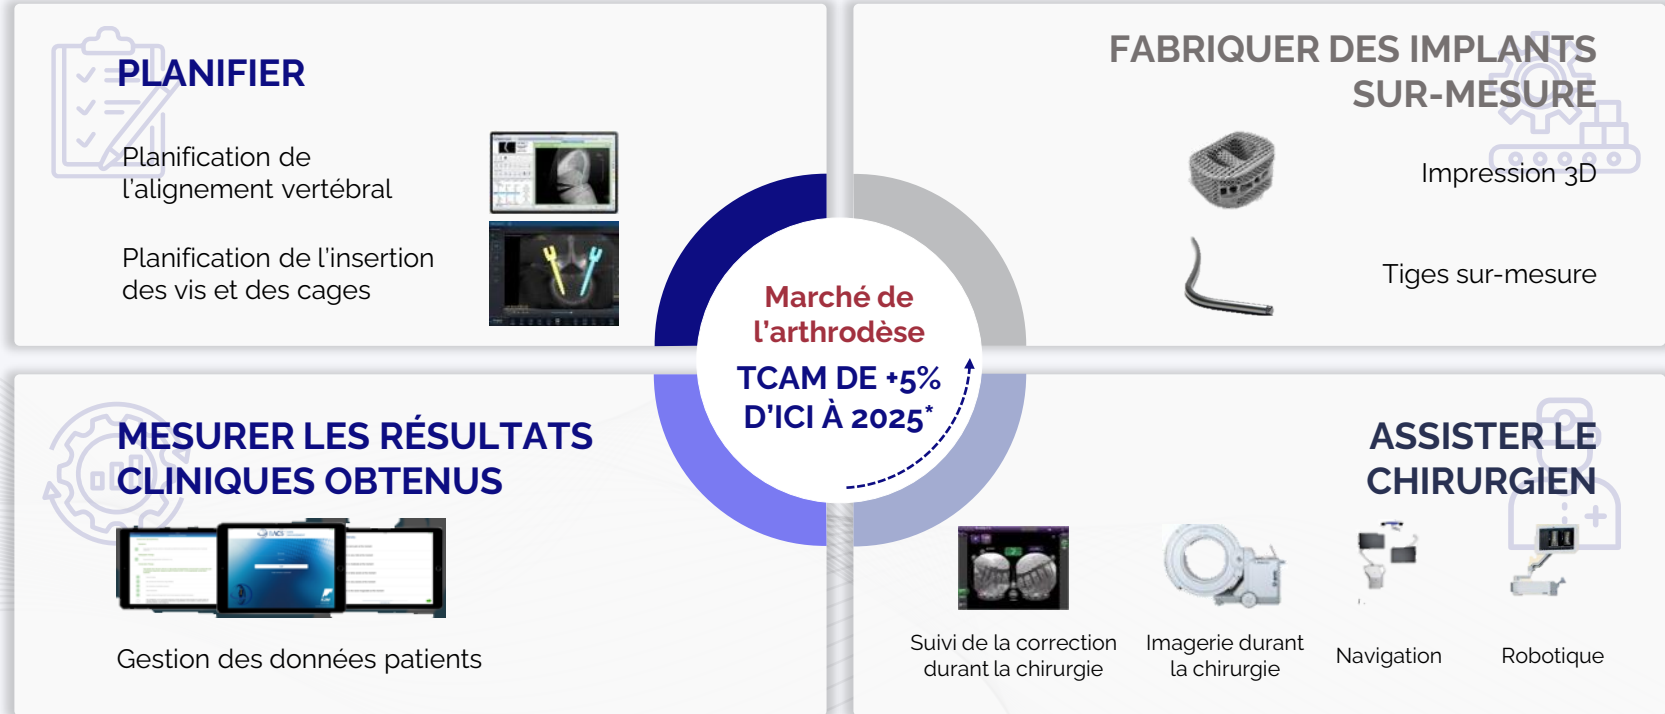 PLANIFIER
Planification de
l'alignement vertébral
Planification de l'insertion
des vis et des cages
FABRIQUER DES IMPLANTS
SUR-MESURE
Impression 3D
Tiges sur-mesure
Marché de
l'arthrodèse
TCAM DE +5%
D'ICI À 2025*
MESURER LES RÉSULTATS
CLINIQUES OBTENUS
Gestion des données patients
ASSISTER LE
CHIRURGIEN
Suivi de la correction
durant la chirurgie
Imagerie durant
la chirurgie
Navigation
Robotique